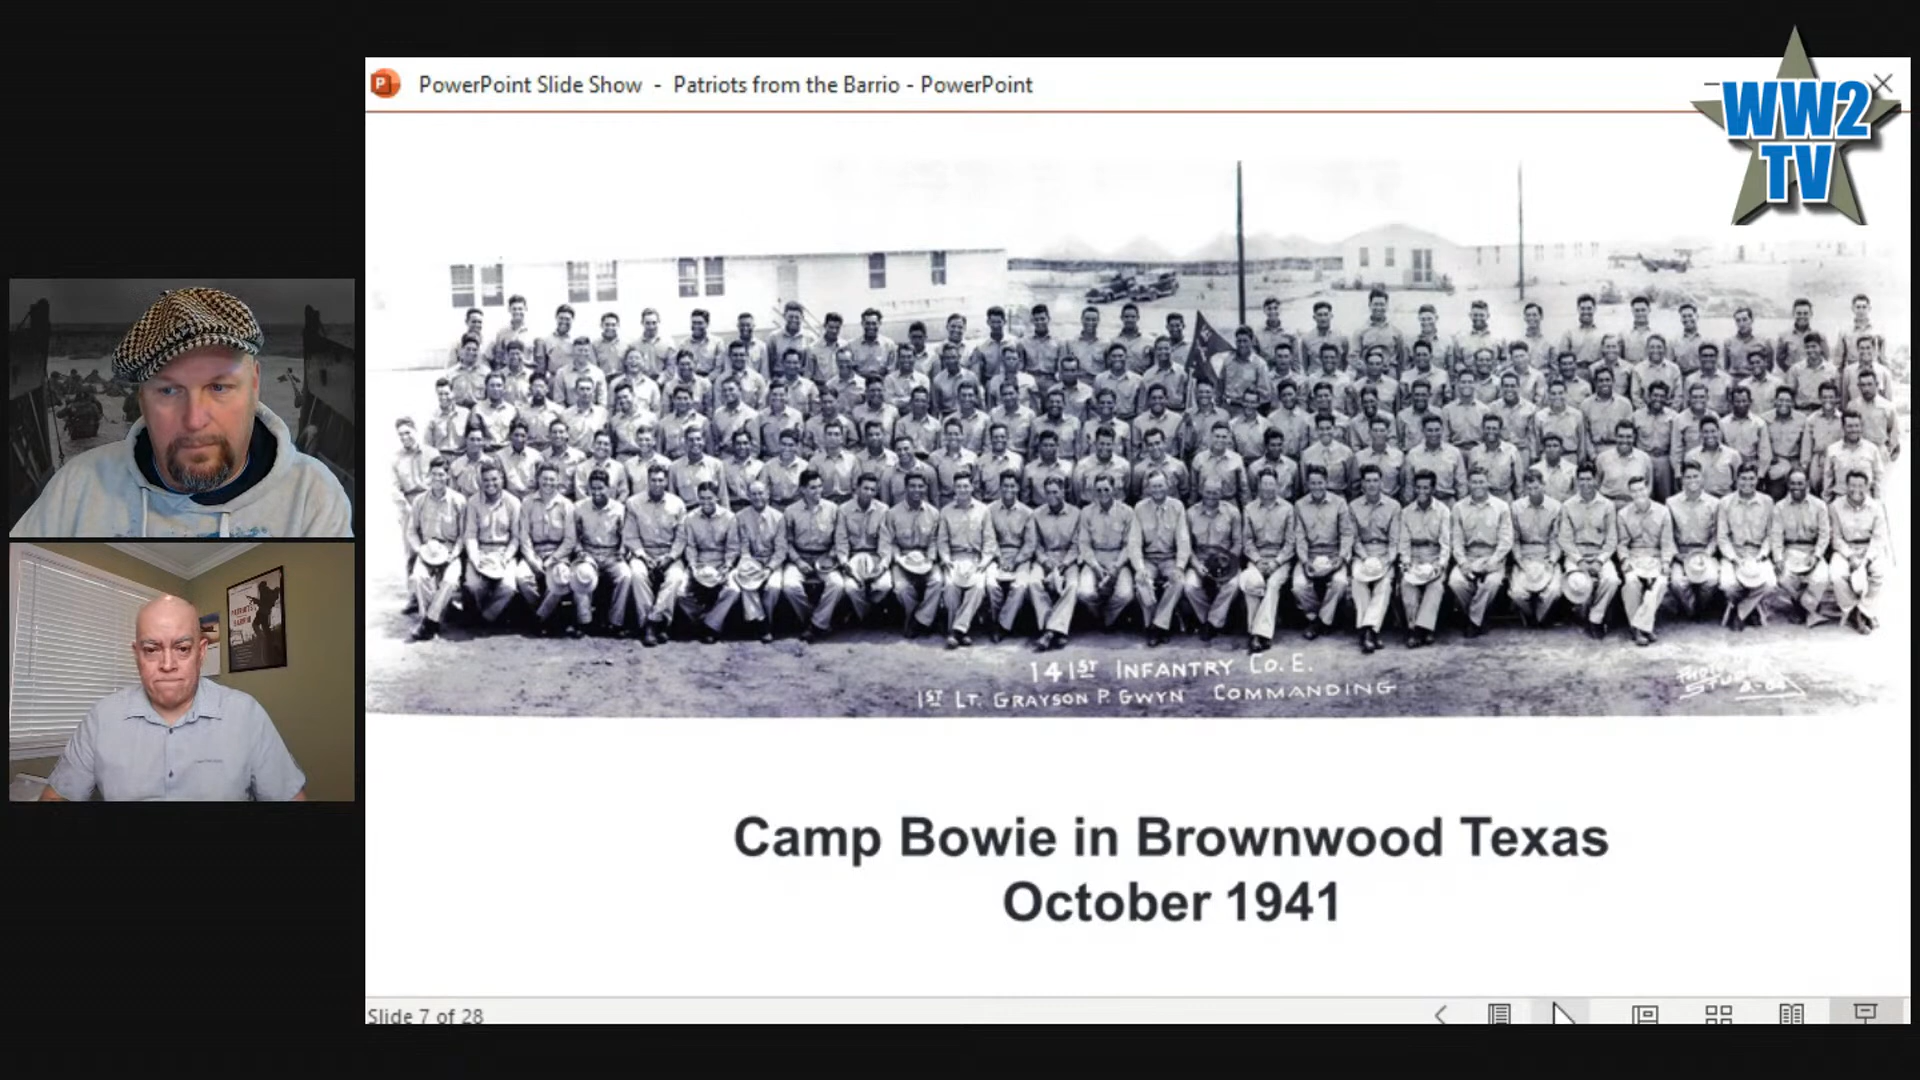 PowerPoint Slide Show - Patriots from the Barrio - PowerPoint
WW2
TV
141ST INFANTRY CO. E.
1ST LT. GRAYSON P. GWYN COMMANDING
Camp Bowie in Brownwood Texas
October 1941
Slide 7 of 28